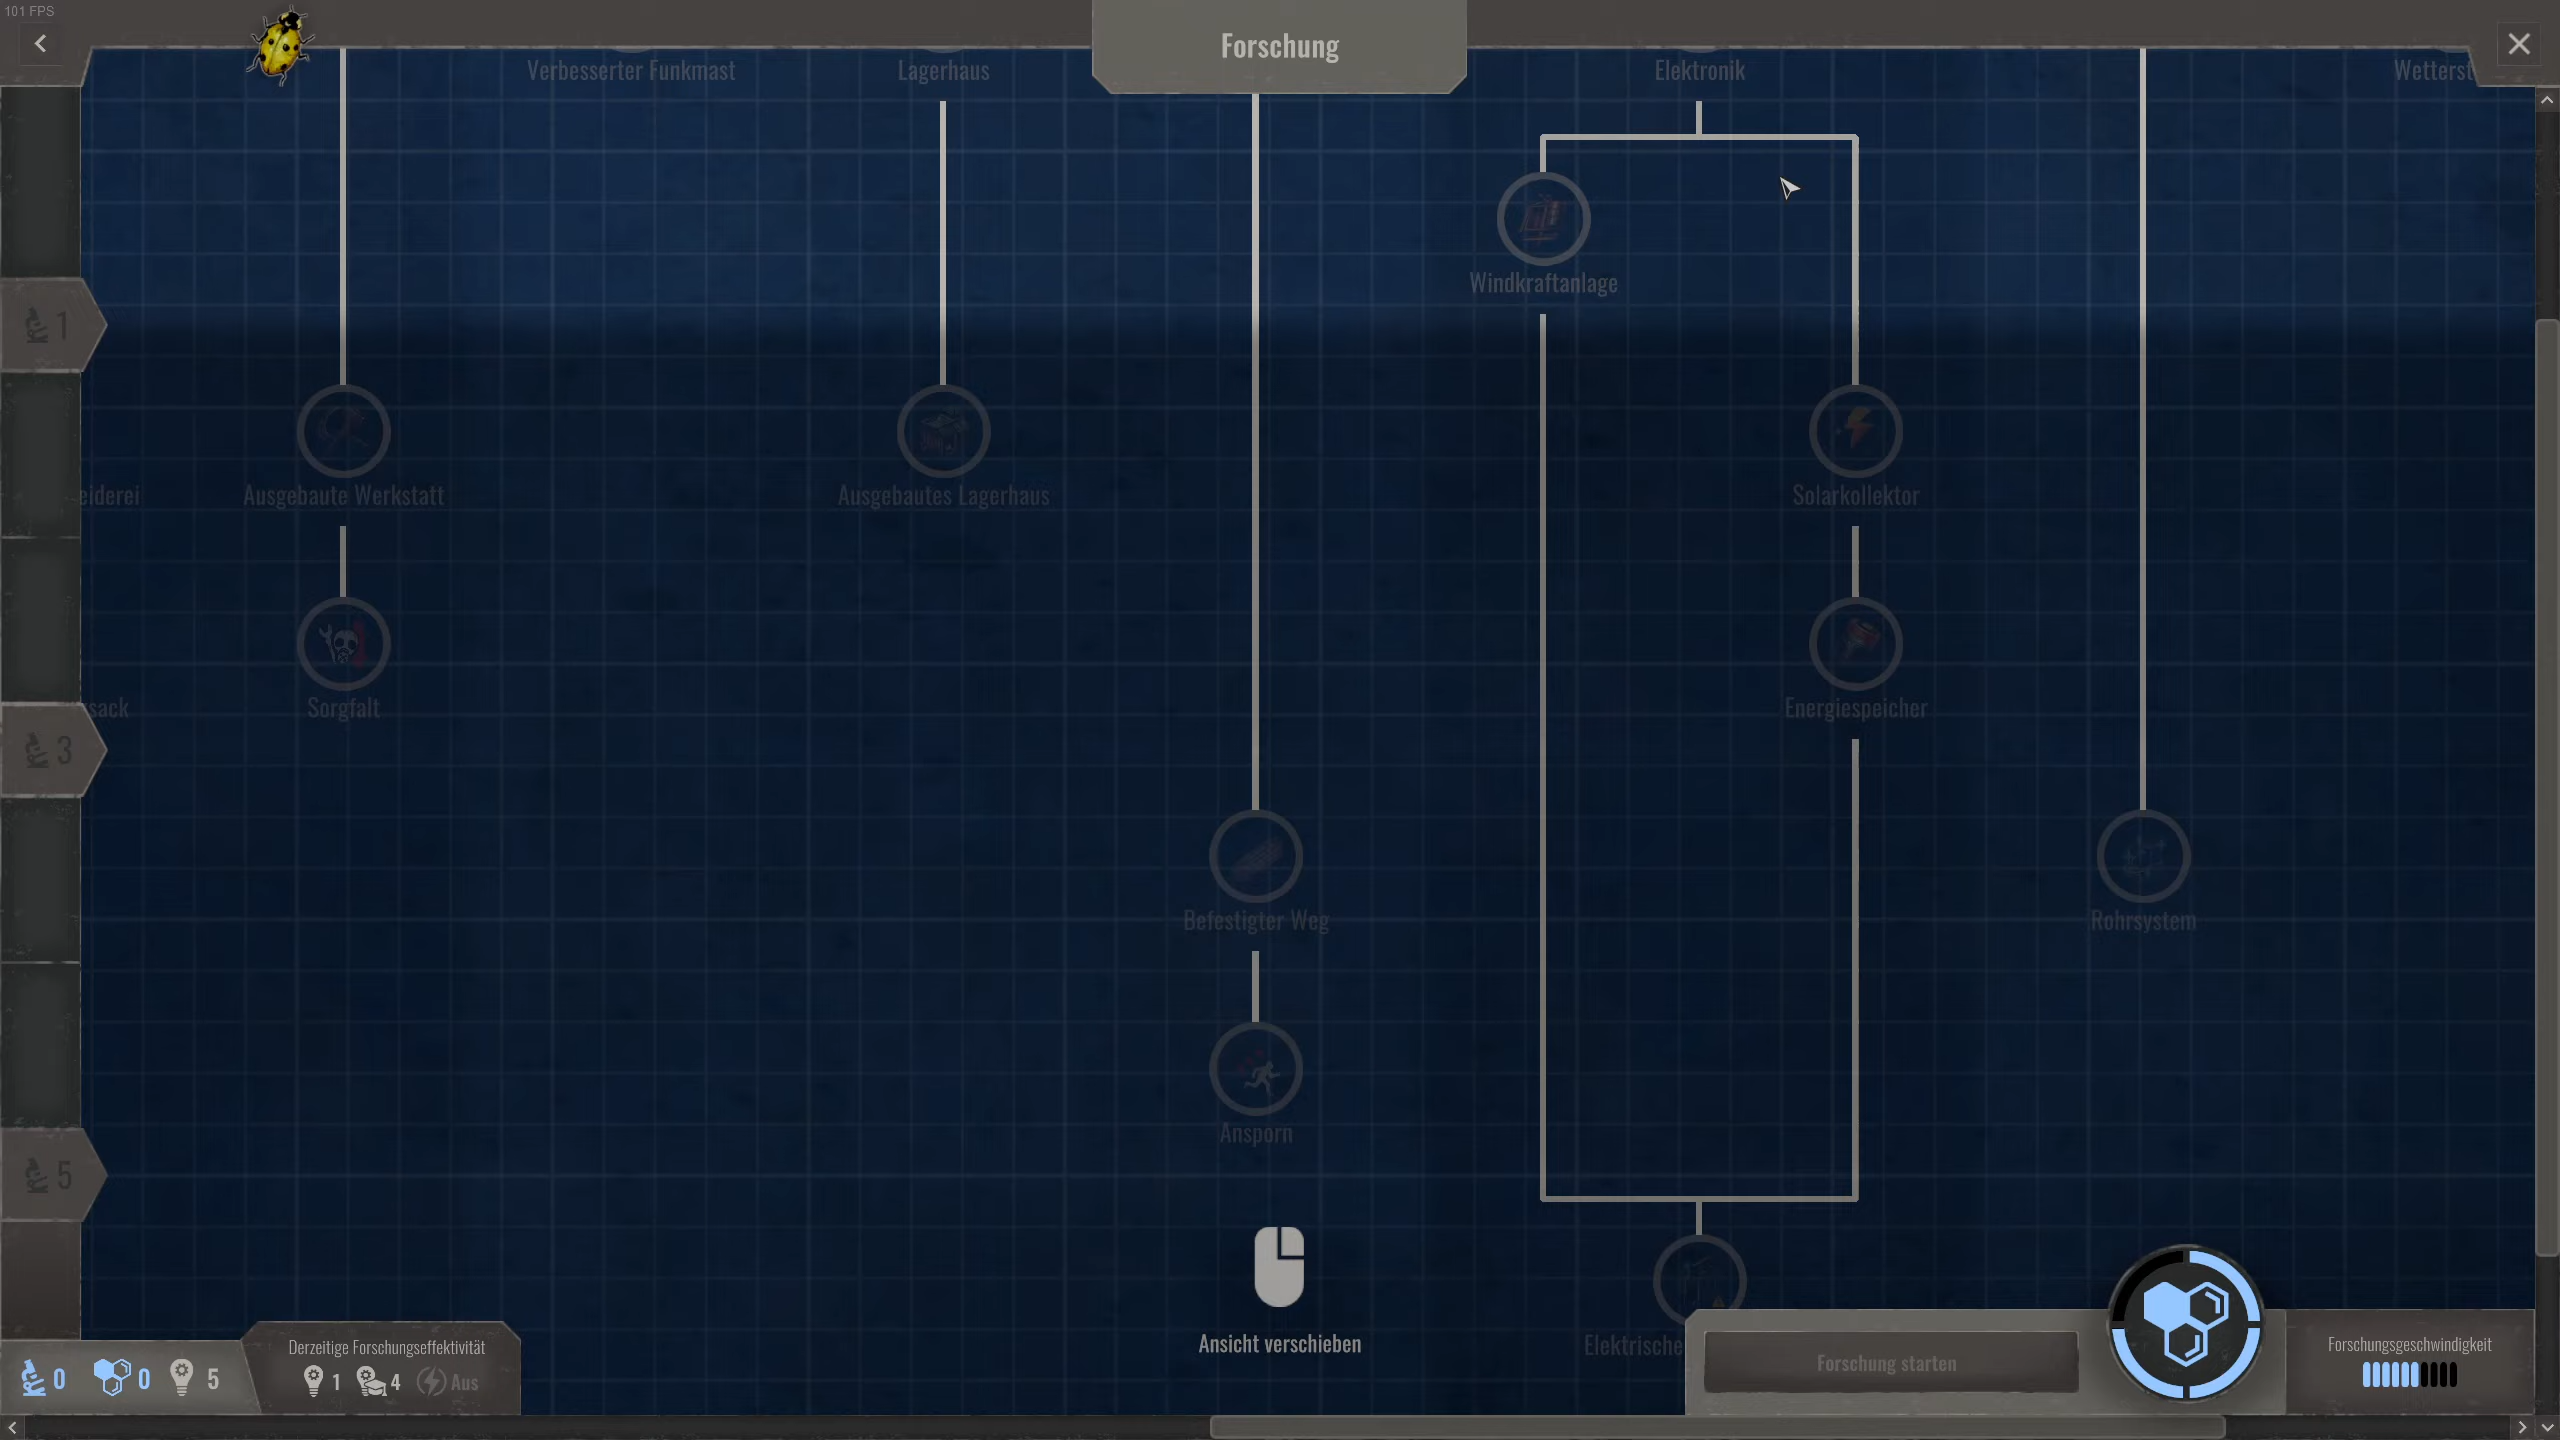 101 FPS
Forschung
Verbesserter Funkmast
Lagerhaus
Elektronik
Wetterst
Windkraftanlage
1
eiderei
Ausgebaute Werkstatt
Ausgebautes Lagerhaus
Solarkollektor
sack
Sorgfalt
Energiespeicher
3
Befestigter Weg
Rohrsystem
Ansporn
5
Ansicht verschieben
Elektrische
Derzeitige Forschungseffektivität
1
4
Aus
0
0
5
Forschung starten
Forschungsgeschwindigkeit